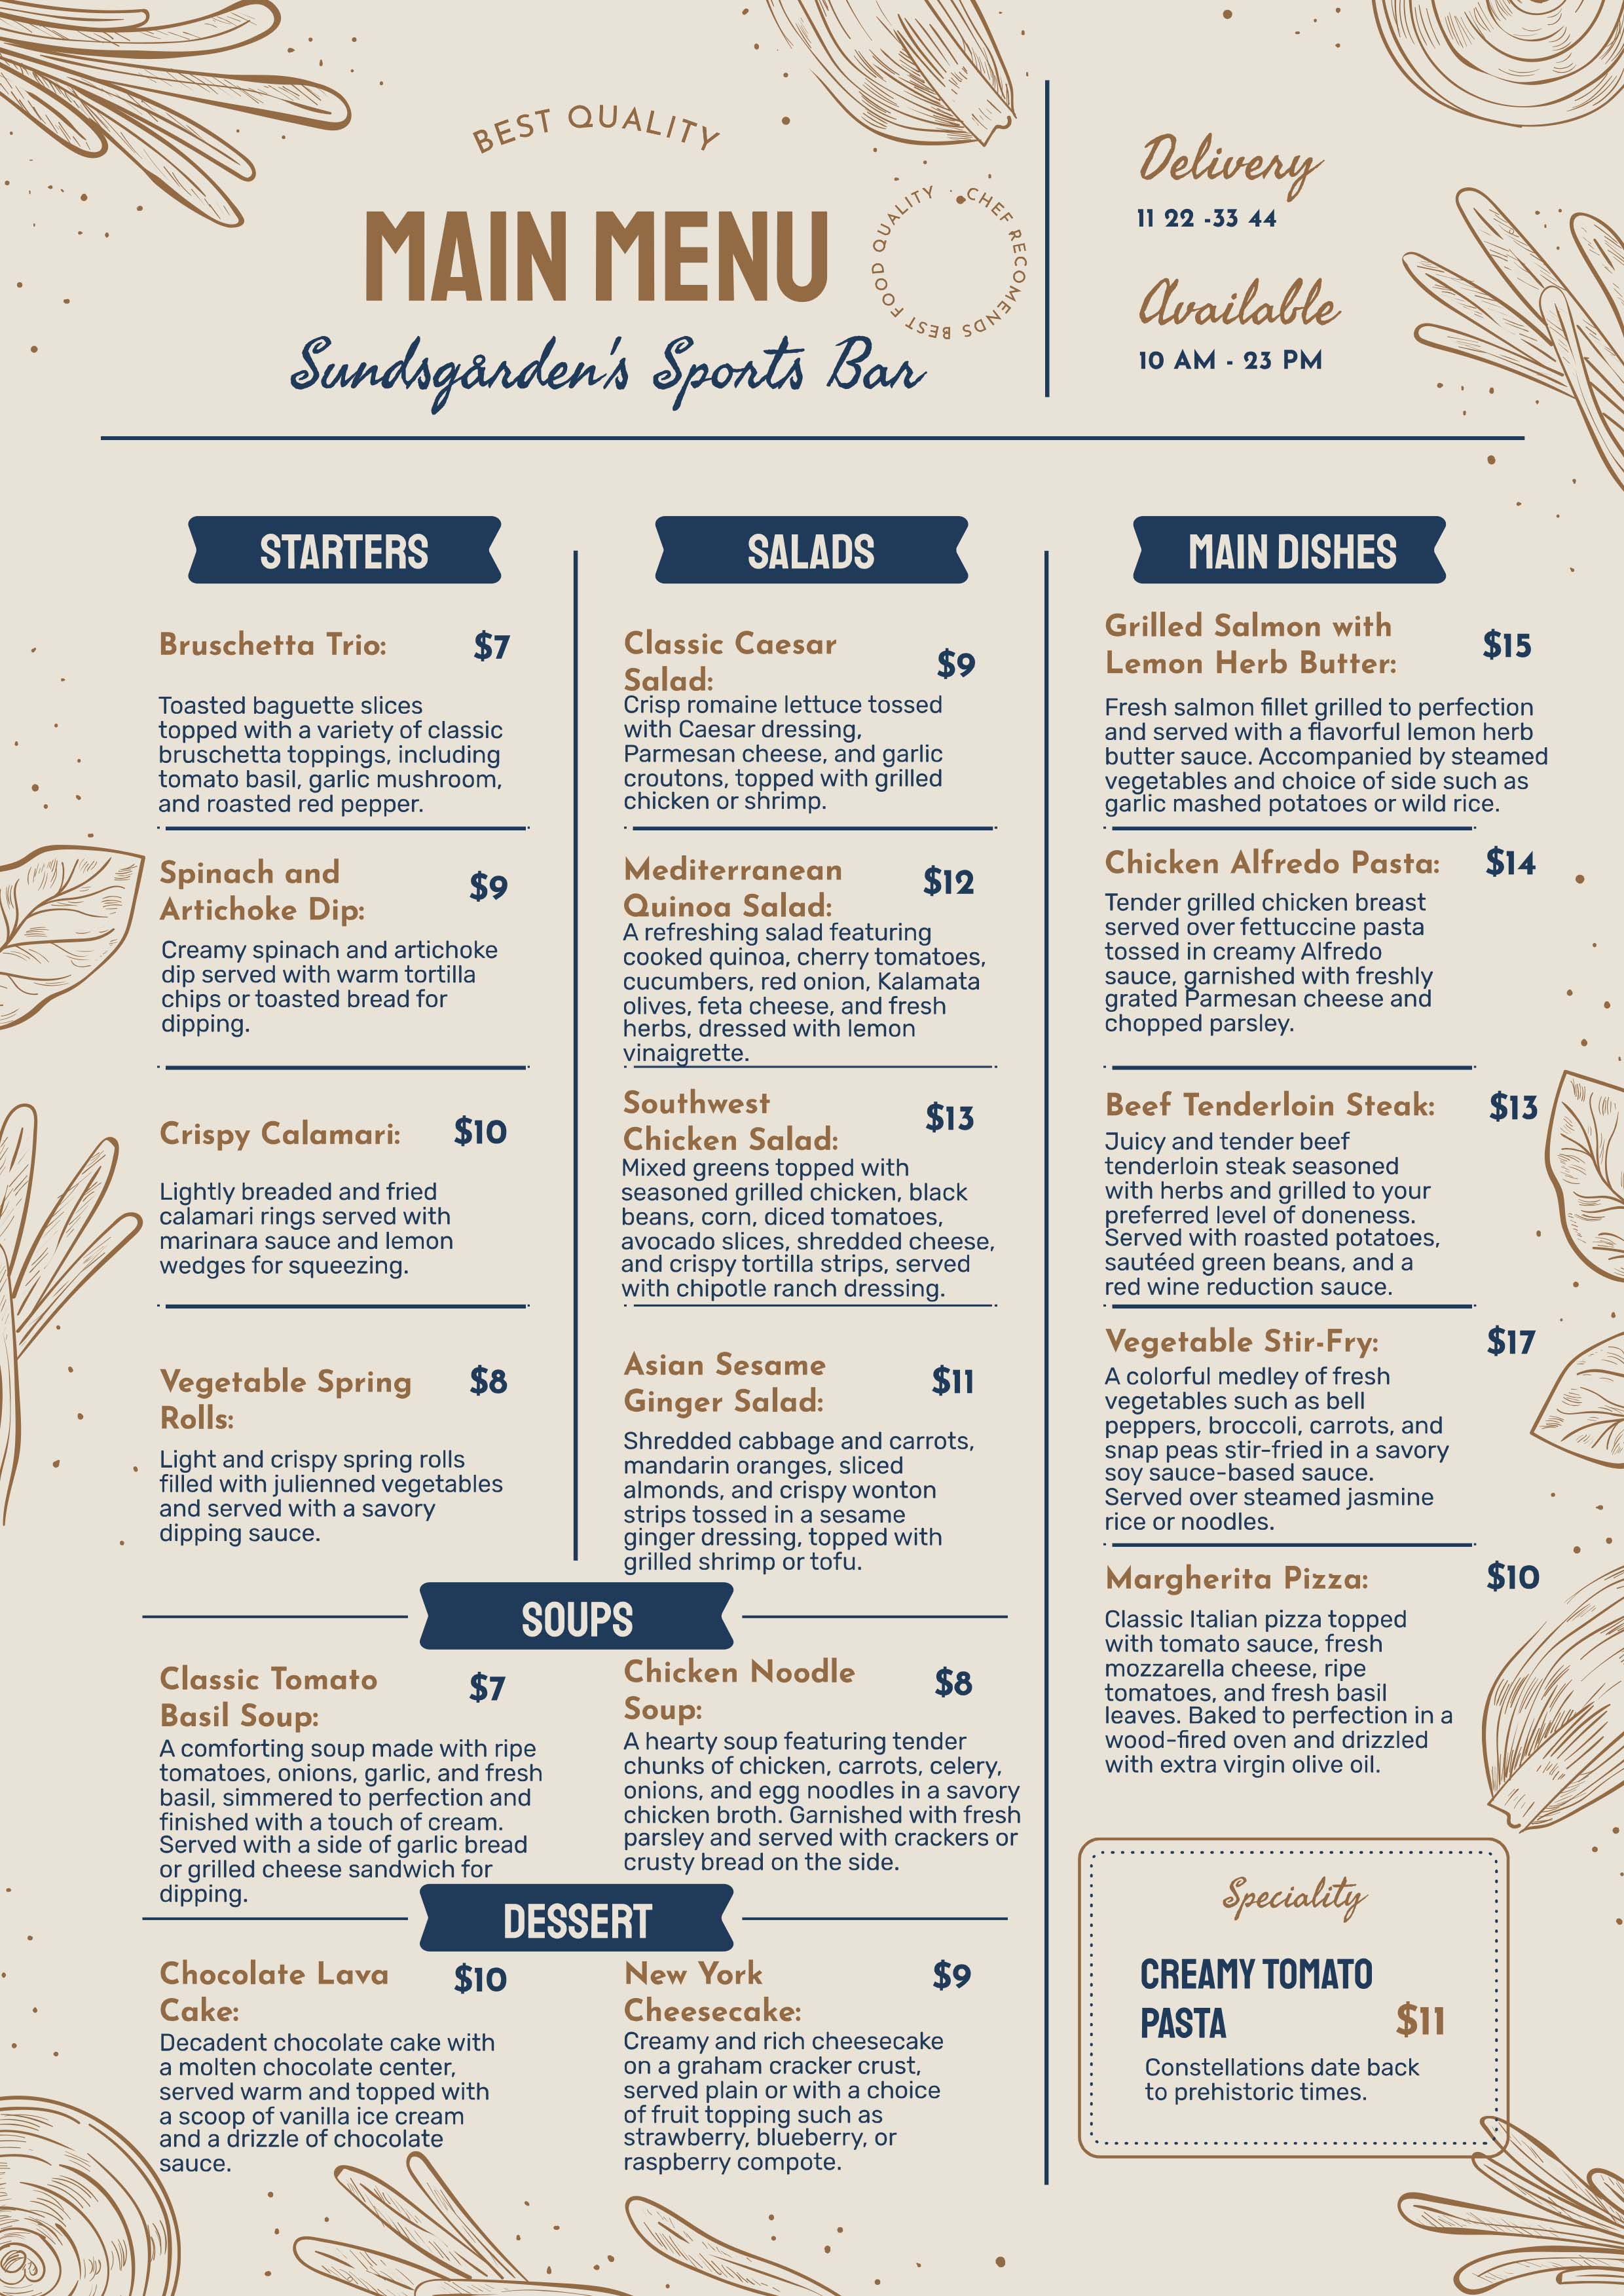 BEST QUALITY
MAIN MENU
Sundsgården's Sports Bar
CHEF RECOMENDS BEST FOOD QUALITY ·
Delivery
11 22 -33 44
Available
10 AM - 23 PM
STARTERS
Bruschetta Trio: $7
Toasted baguette slices
topped with a variety of classic
bruschetta toppings, including
tomato basil, garlic mushroom,
and roasted red pepper.
Spinach and
Artichoke Dip: $9
Creamy spinach and artichoke
dip served with warm tortilla
chips or toasted bread for
dipping.
Crispy Calamari: $10
Lightly breaded and fried
calamari rings served with
marinara sauce and lemon
wedges for squeezing.
Vegetable Spring $8
Rolls:
Light and crispy spring rolls
filled with julienned vegetables
and served with a savory
dipping sauce.
SALADS
Classic Caesar
Salad: $9
Crisp romaine lettuce tossed
with Caesar dressing,
Parmesan cheese, and garlic
croutons, topped with grilled
chicken or shrimp.
Mediterranean $12
Quinoa Salad:
A refreshing salad featuring
cooked quinoa, cherry tomatoes,
cucumbers, red onion, Kalamata
olives, feta cheese, and fresh
herbs, dressed with lemon
vinaigrette.
Southwest $13
Chicken Salad:
Mixed greens topped with
seasoned grilled chicken, black
beans, corn, diced tomatoes,
avocado slices, shredded cheese,
and crispy tortilla strips, served
with chipotle ranch dressing.
Asian Sesame $11
Ginger Salad:
Shredded cabbage and carrots,
mandarin oranges, sliced
almonds, and crispy wonton
strips tossed in a sesame
ginger dressing, topped with
grilled shrimp or tofu.
SOUPS
Classic Tomato $7
Basil Soup:
A comforting soup made with ripe
tomatoes, onions, garlic, and fresh
basil, simmered to perfection and
finished with a touch of cream.
Served with a side of garlic bread
or grilled cheese sandwich for
dipping.
Chicken Noodle $8
Soup:
A hearty soup featuring tender
chunks of chicken, carrots, celery,
onions, and egg noodles in a savory
chicken broth. Garnished with fresh
parsley and served with crackers or
crusty bread on the side.
DESSERT
Chocolate Lava $10
Cake:
Decadent chocolate cake with
a molten chocolate center,
served warm and topped with
a scoop of vanilla ice cream
and a drizzle of chocolate
sauce.
New York $9
Cheesecake:
Creamy and rich cheesecake
on a graham cracker crust,
served plain or with a choice
of fruit topping such as
strawberry, blueberry, or
raspberry compote.
MAIN DISHES
Grilled Salmon with $15
Lemon Herb Butter:
Fresh salmon fillet grilled to perfection
and served with a flavorful lemon herb
butter sauce. Accompanied by steamed
vegetables and choice of side such as
garlic mashed potatoes or wild rice.
Chicken Alfredo Pasta: $14
Tender grilled chicken breast
served over fettuccine pasta
tossed in creamy Alfredo
sauce, garnished with freshly
grated Parmesan cheese and
chopped parsley.
Beef Tenderloin Steak: $13
Juicy and tender beef
tenderloin steak seasoned
with herbs and grilled to your
preferred level of doneness.
Served with roasted potatoes,
sautéed green beans, and a
red wine reduction sauce.
Vegetable Stir-Fry: $17
A colorful medley of fresh
vegetables such as bell
peppers, broccoli, carrots, and
snap peas stir-fried in a savory
soy sauce-based sauce.
Served over steamed jasmine
rice or noodles.
Margherita Pizza: $10
Classic Italian pizza topped
with tomato sauce, fresh
mozzarella cheese, ripe
tomatoes, and fresh basil
leaves. Baked to perfection in a
wood-fired oven and drizzled
with extra virgin olive oil.
Speciality
CREAMY TOMATO
PASTA $11
Constellations date back
to prehistoric times.